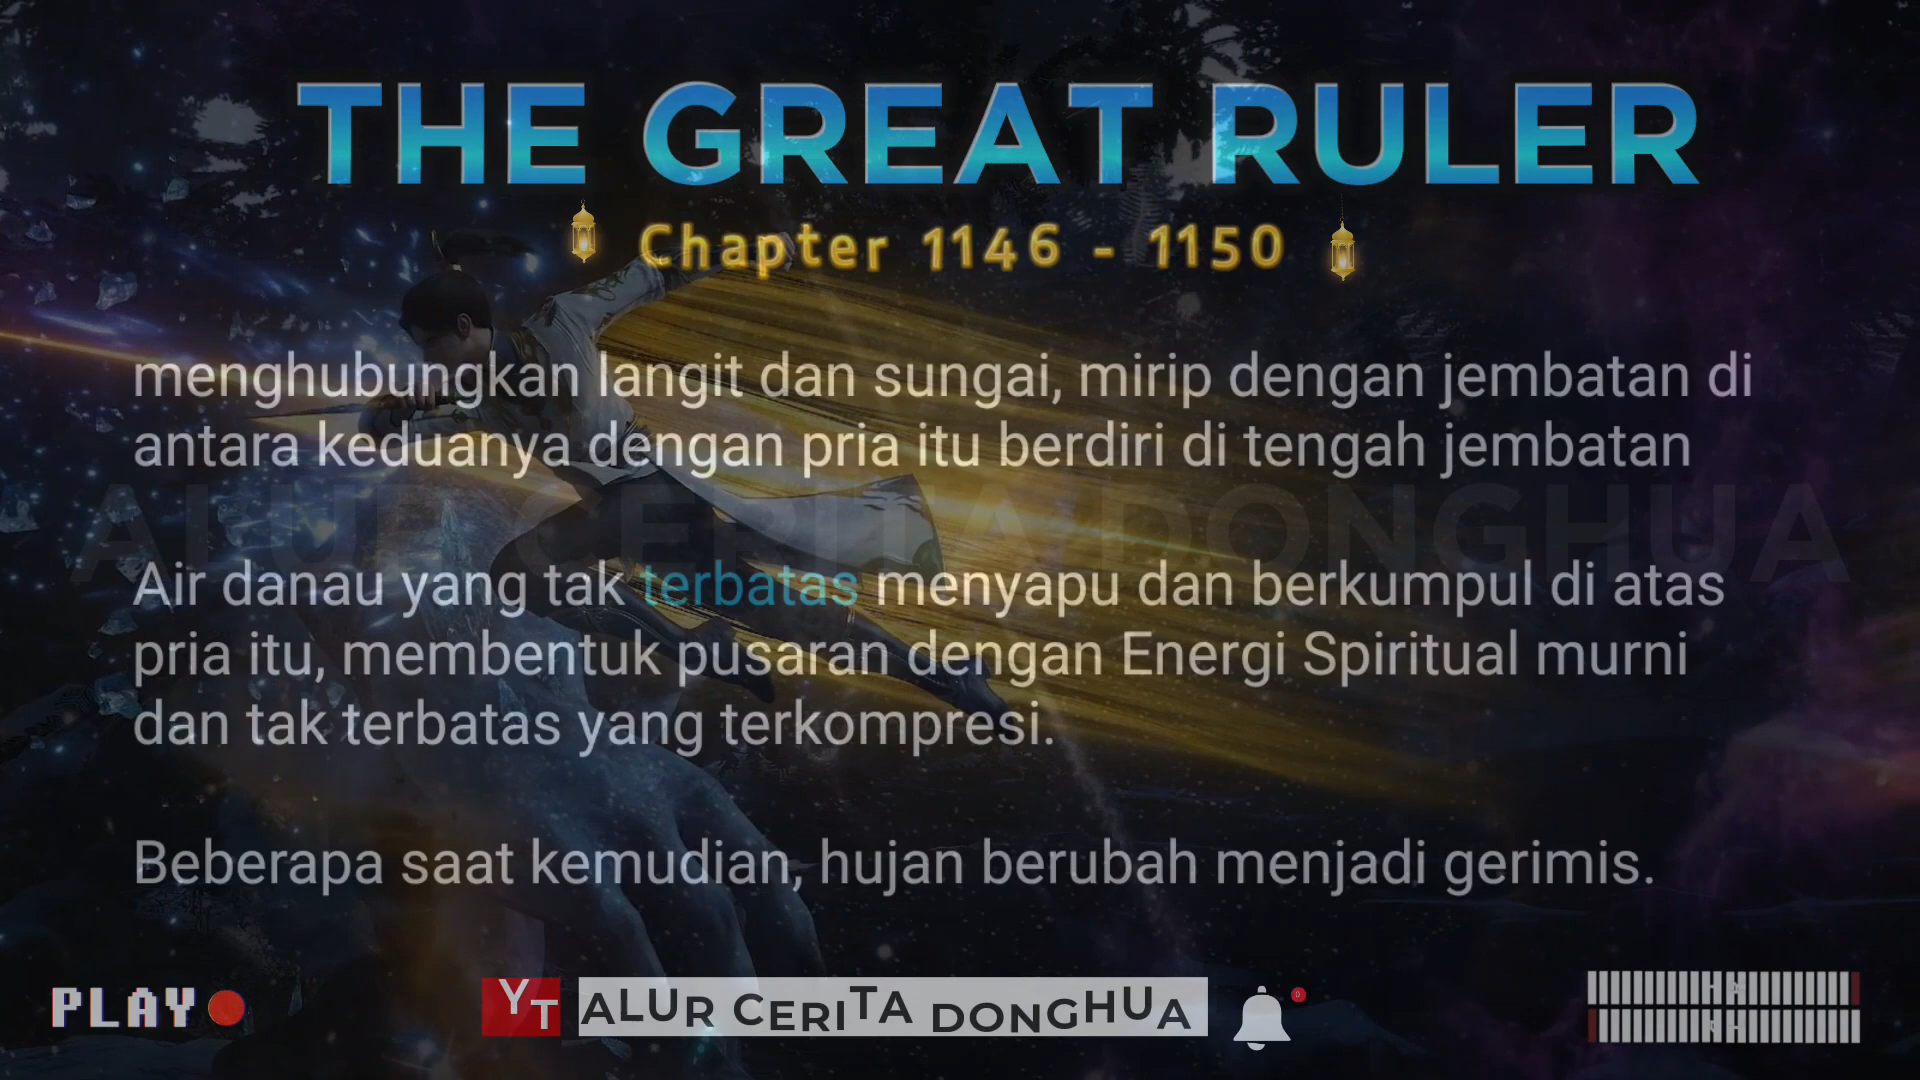 THE GREAT RULER
Chapter 1146 - 1150
menghubungkan langit dan sungai, mirip dengan jembatan di
antara keduanya dengan pria itu berdiri di tengah jembatan
ALUR CERITA DONGHUA
Air danau yang tak terbatas menyapu dan berkumpul di atas
pria itu, membentuk pusaran dengan Energi Spiritual murni
dan tak terbatas yang terkompresi.
Beberapa saat kemudian, hujan berubah menjadi gerimis.
PLAY
YT ALUR CERITA DONGHUA